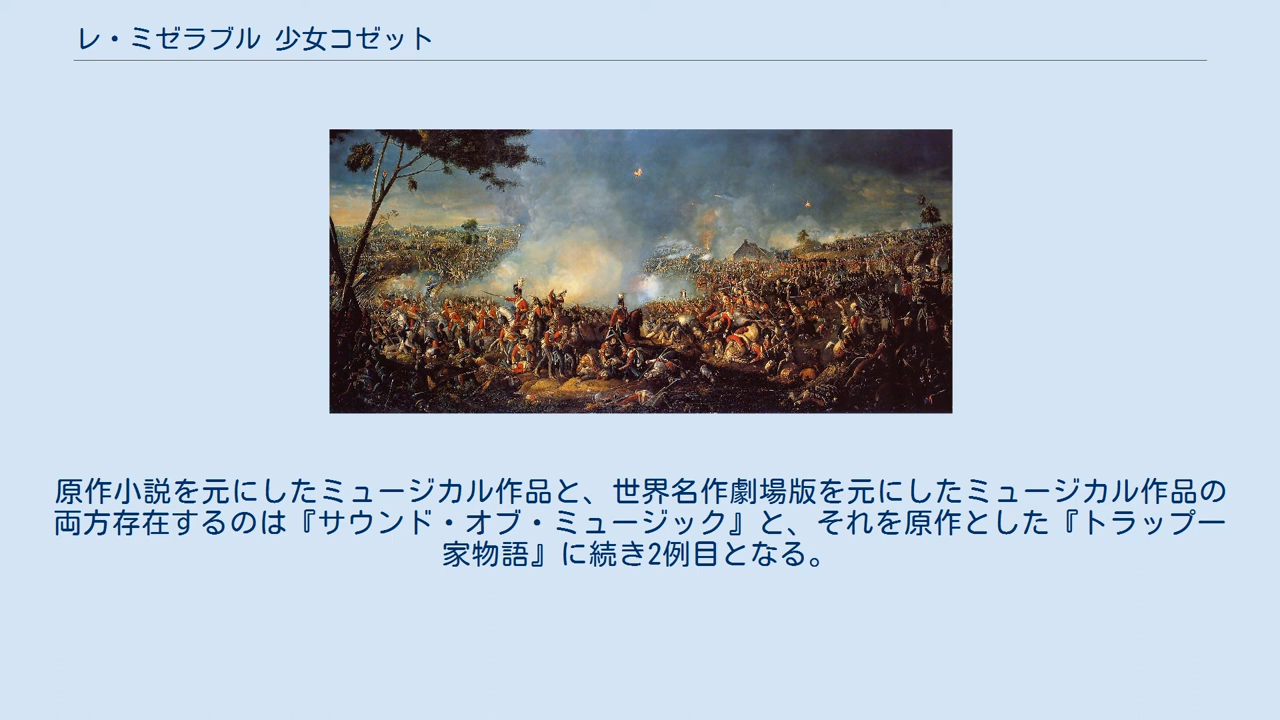 レ・ミゼラブル 少女コゼット
原作小説を元にしたミュージカル作品と、世界名作劇場版を元にしたミュージカル作品の
両方存在するのは『サウンド・オブ・ミュージック』と、それを原作とした『トラップ一
家物語』に続き2例目となる。